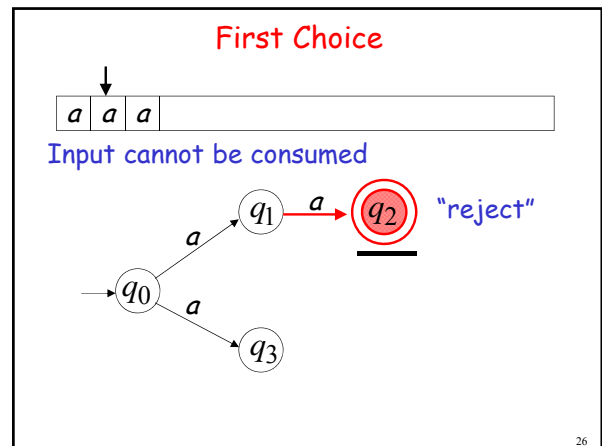 First Choice
a a a
Input cannot be consumed
q1 a q2 "reject"
a
q0
a
q3
26